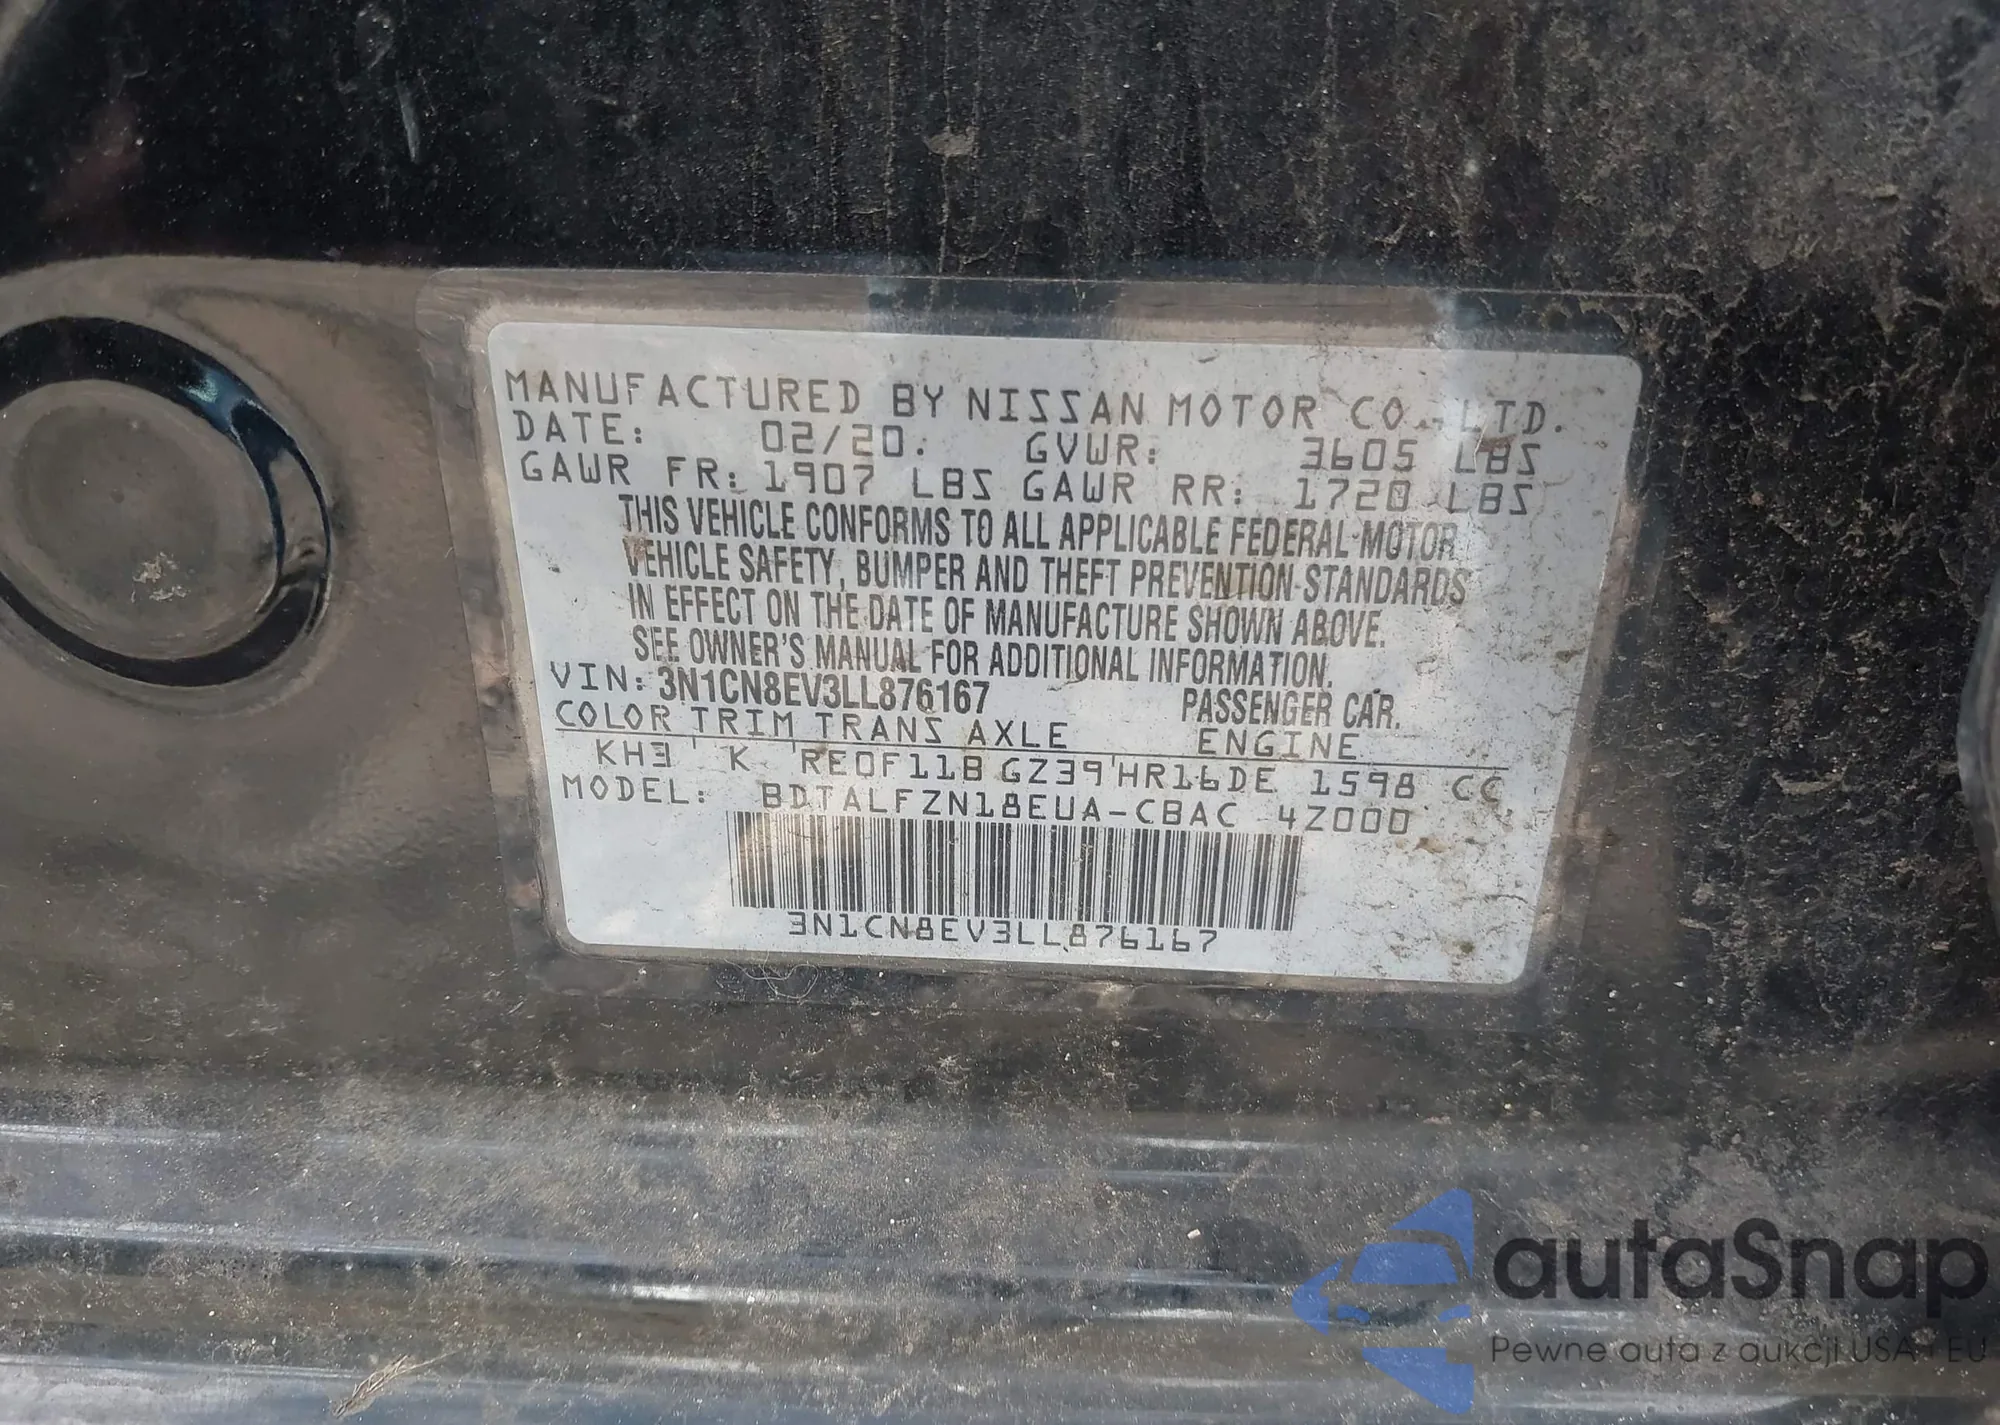 MANUFACTURED BY NISSAN MOTOR CO., LTD.
DATE: 02/20. GVWR: 3605 LBS
GAWR FR: 1907 LBS GAWR RR: 1720 LBS
THIS VEHICLE CONFORMS TO ALL APPLICABLE FEDERAL MOTOR
VEHICLE SAFETY, BUMPER AND THEFT PREVENTION STANDARDS
IN EFFECT ON THE DATE OF MANUFACTURE SHOWN ABOVE.
SEE OWNER'S MANUAL FOR ADDITIONAL INFORMATION.
VIN: 3N1CN8EV3LL876167 PASSENGER CAR.
COLOR TRIM TRANS AXLE ENGINE
KH3 K RE0F11B GZ39 HR16DE 1598 CC
MODEL: BDTALFZN18EUA-CBAC 4Z000
3N1CN8EV3LL876167
autaSnap
Pewne auta z aukcji USA i EU